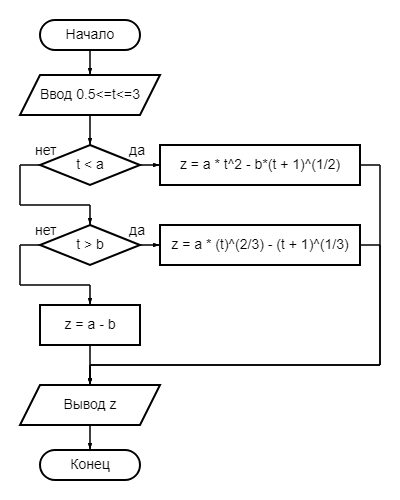 Начало
Ввод 0.5<=t<=3
нет
t < a
да
z = a * t^2 - b*(t + 1)^(1/2)
нет
t > b
да
z = a * (t)^(2/3) - (t + 1)^(1/3)
z = a - b
Вывод z
Конец